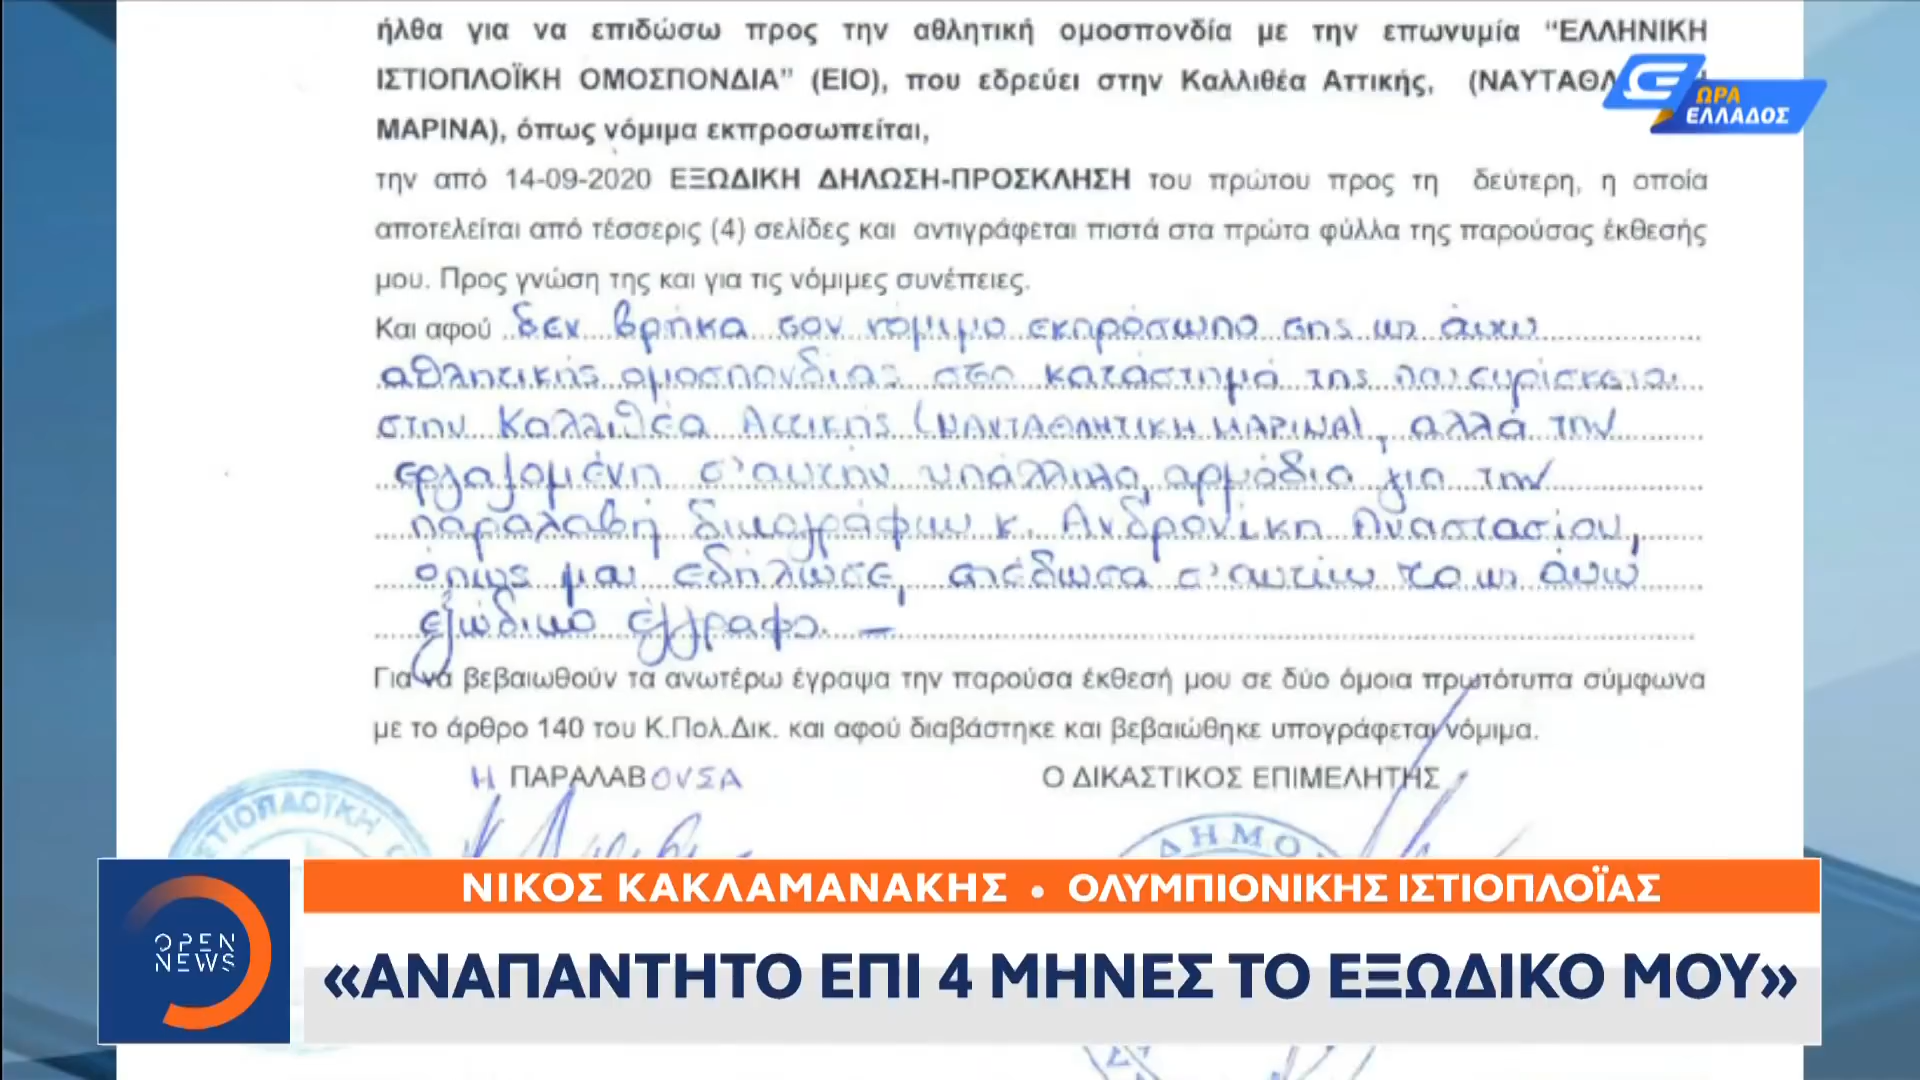 ήλθα για να επιδώσω προς την αθλητική ομοσπονδία με την επωνυμία “ΕΛΛΗΝΙΚΗ
ΙΣΤΙΟΠΛΟΪΚΗ ΟΜΟΣΠΟΝΔΙΑ” (ΕΙΟ), που εδρεύει στην Καλλιθέα Αττικής,
ΜΑΡΙΝΑ), όπως νόμιμα εκπροσωπείται,
την από 14-09-2020 ΕΞΩΔΙΚΗ ΔΗΛΩΣΗ-ΠΡΟΣΚΛΗΣΗ του πρώτου προς τη δεύτερη, η οποία
αποτελείται από τέσσερις (4) σελίδες και αντιγράφεται πιστά στα πρώτα φύλλα της παρούσας έκθεσής
μου. Προς γνώση της και για τις νόμιμες συνέπειες.
Και αφού δεν βρήκα τον νόμιμο εκπρόσωπο της ως άνω
αθλητικής ομοσπονδίας στο κατάστημά της που ευρίσκεται
στην Καλλιθέα Αττικής (ΝΑΥΤΑΘΛΗΤΙΚΗ ΜΑΡΙΝΑ), αλλά την
εργαζομένη σ'αυτήν υπάλληλο, αρμόδια για την
παραλαβή δικογράφων κ. Ανδρονίκη Αναστασίου,
όπως μου εδήλωσε, επέδωσα σ'αυτήν το ως άνω
εξώδικο έγγραφο. —
Για να βεβαιωθούν τα ανωτέρω έγραψα την παρούσα έκθεσή μου σε δύο όμοια πρωτότυπα σύμφωνα
με το άρθρο 140 του Κ.Πολ.Δικ. και αφού διαβάστηκε και βεβαιώθηκε υπογράφεται νόμιμα.
Η ΠΑΡΑΛΑΒΟΥΣΑ Ο ΔΙΚΑΣΤΙΚΟΣ ΕΠΙΜΕΛΗΤΗΣ
ΙΣΤΙΟΠΛΟΪΚΗ
ΩΡΑ
ΕΛΛΑΔΟΣ
ΝΙΚΟΣ ΚΑΚΛΑΜΑΝΑΚΗΣ • ΟΛΥΜΠΙΟΝΙΚΗΣ ΙΣΤΙΟΠΛΟΪΑΣ
OPEN
NEWS
«ΑΝΑΠΑΝΤΗΤΟ ΕΠΙ 4 ΜΗΝΕΣ ΤΟ ΕΞΩΔΙΚΟ ΜΟΥ»